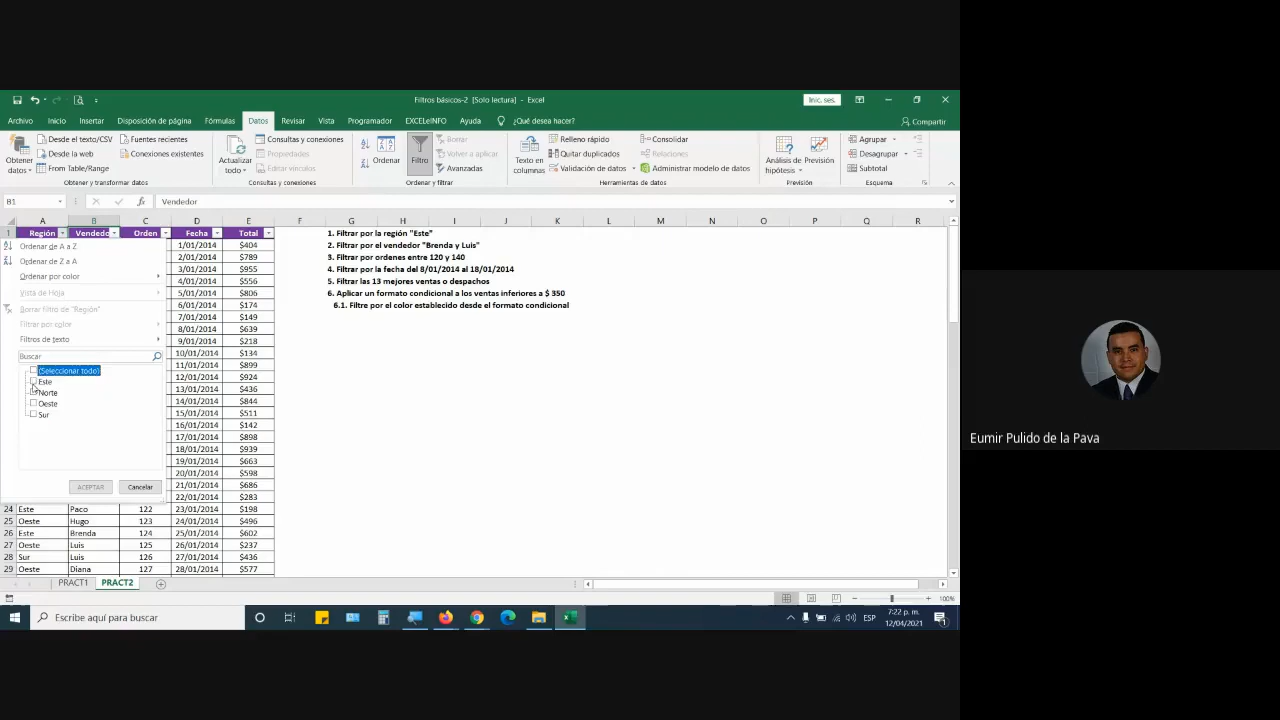 Filtros básicos-2 [Solo lectura] - Excel
Inic. ses.
Archivo Inicio Insertar Disposición de página Fórmulas Datos Revisar Vista Programador EXCELeINFO Ayuda ¿Qué desea hacer? Compartir
Obtener datos
Desde el texto/CSV
Desde la web
From Table/Range
Fuentes recientes
Conexiones existentes
Obtener y transformar datos
Actualizar todo
Consultas y conexiones
Propiedades
Editar vínculos
Consultas y conexiones
Ordenar
Filtro
Borrar
Volver a aplicar
Avanzadas
Ordenar y filtrar
Texto en columnas
Relleno rápido
Quitar duplicados
Validación de datos
Consolidar
Relaciones
Administrar modelo de datos
Herramientas de datos
Análisis de hipótesis
Previsión
Previsión
Agrupar
Desagrupar
Subtotal
Esquema
B1 fx Vendedor
A B C D E F G H I J K L M N O P Q R
1 Región Vendedo Orden Fecha Total
1/01/2014 $404
2/01/2014 $789
3/01/2014 $955
4/01/2014 $556
5/01/2014 $806
6/01/2014 $174
7/01/2014 $149
8/01/2014 $639
9/01/2014 $218
10/01/2014 $134
11/01/2014 $899
12/01/2014 $924
13/01/2014 $436
14/01/2014 $844
15/01/2014 $511
16/01/2014 $142
17/01/2014 $898
18/01/2014 $939
19/01/2014 $663
20/01/2014 $598
21/01/2014 $686
22/01/2014 $283
24 Este Paco 122 23/01/2014 $198
25 Oeste Hugo 123 24/01/2014 $496
26 Este Brenda 124 25/01/2014 $602
27 Oeste Luis 125 26/01/2014 $237
28 Sur Luis 126 27/01/2014 $436
29 Oeste Diana 127 28/01/2014 $577
Ordenar de A a Z
Ordenar de Z a A
Ordenar por color
Vista de Hoja
Borrar filtro de "Región"
Filtrar por color
Filtros de texto
Buscar
(Seleccionar todo)
Este
Norte
Oeste
Sur
ACEPTAR Cancelar
1. Filtrar por la región "Este"
2. Filtrar por el vendedor "Brenda y Luis"
3. Filtrar por ordenes entre 120 y 140
4. Filtrar por la fecha del 8/01/2014 al 18/01/2014
5. Filtrar las 13 mejores ventas o despachos
6. Aplicar un formato condicional a los ventas inferiores a $ 350
6.1. Filtre por el color establecido desde el formato condicional
PRACT1 PRACT2
100%
Escribe aquí para buscar
ESP
7:22 p. m.
12/04/2021
1
Eumir Pulido de la Pava